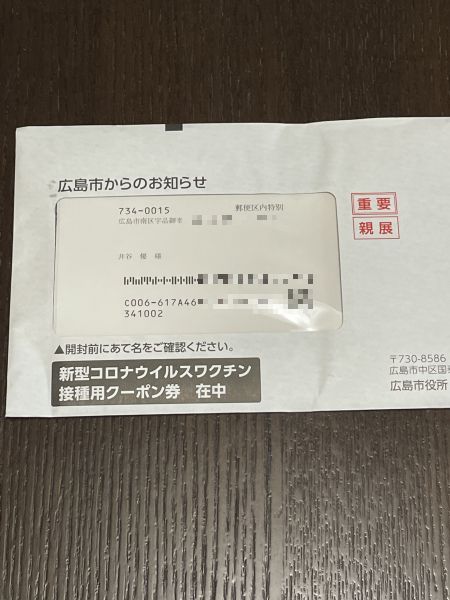 広島市からのお知らせ
734-0015 郵便区内特別
広島市南区宇品御幸
井谷 優 様
C006-617A46
341002
重要
親展
▲開封前にあて名をご確認ください。
新型コロナウイルスワクチン
接種用クーポン券 在中
〒730-8586
広島市中区国泰
広島市役所